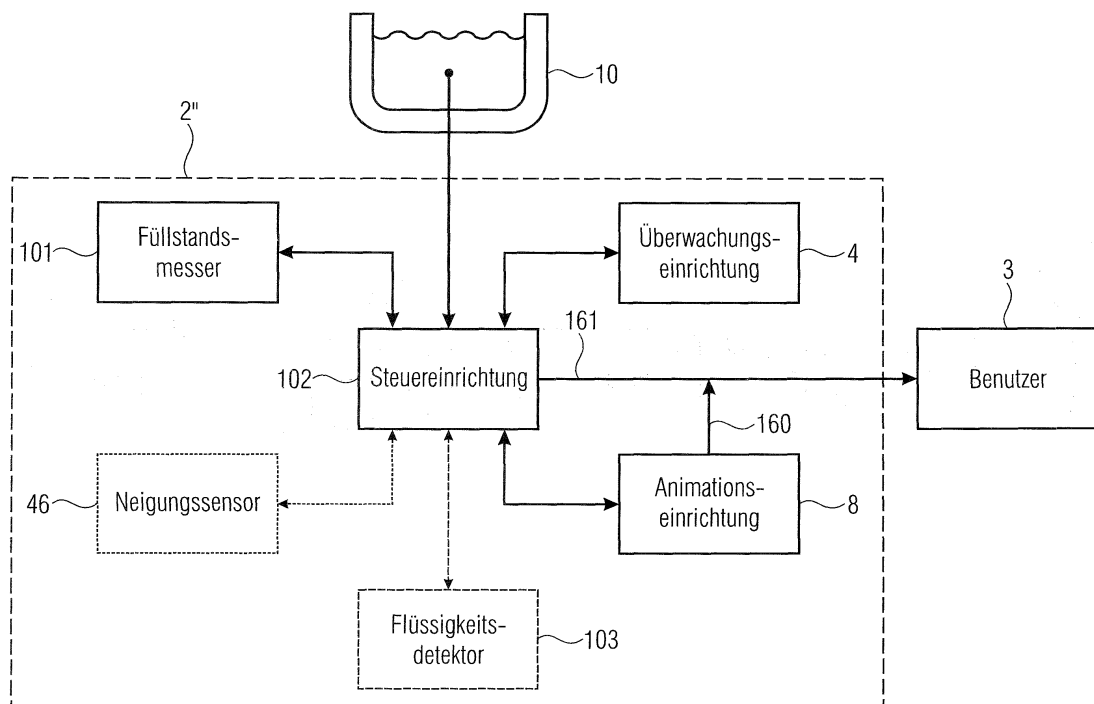 10
2"
101
Füllstands-
messer
Überwachungs-
einrichtung
4
3
161
102
Steuereinrichtung
Benutzer
160
46
Neigungssensor
Animations-
einrichtung
8
Flüssigkeits-
detektor
103